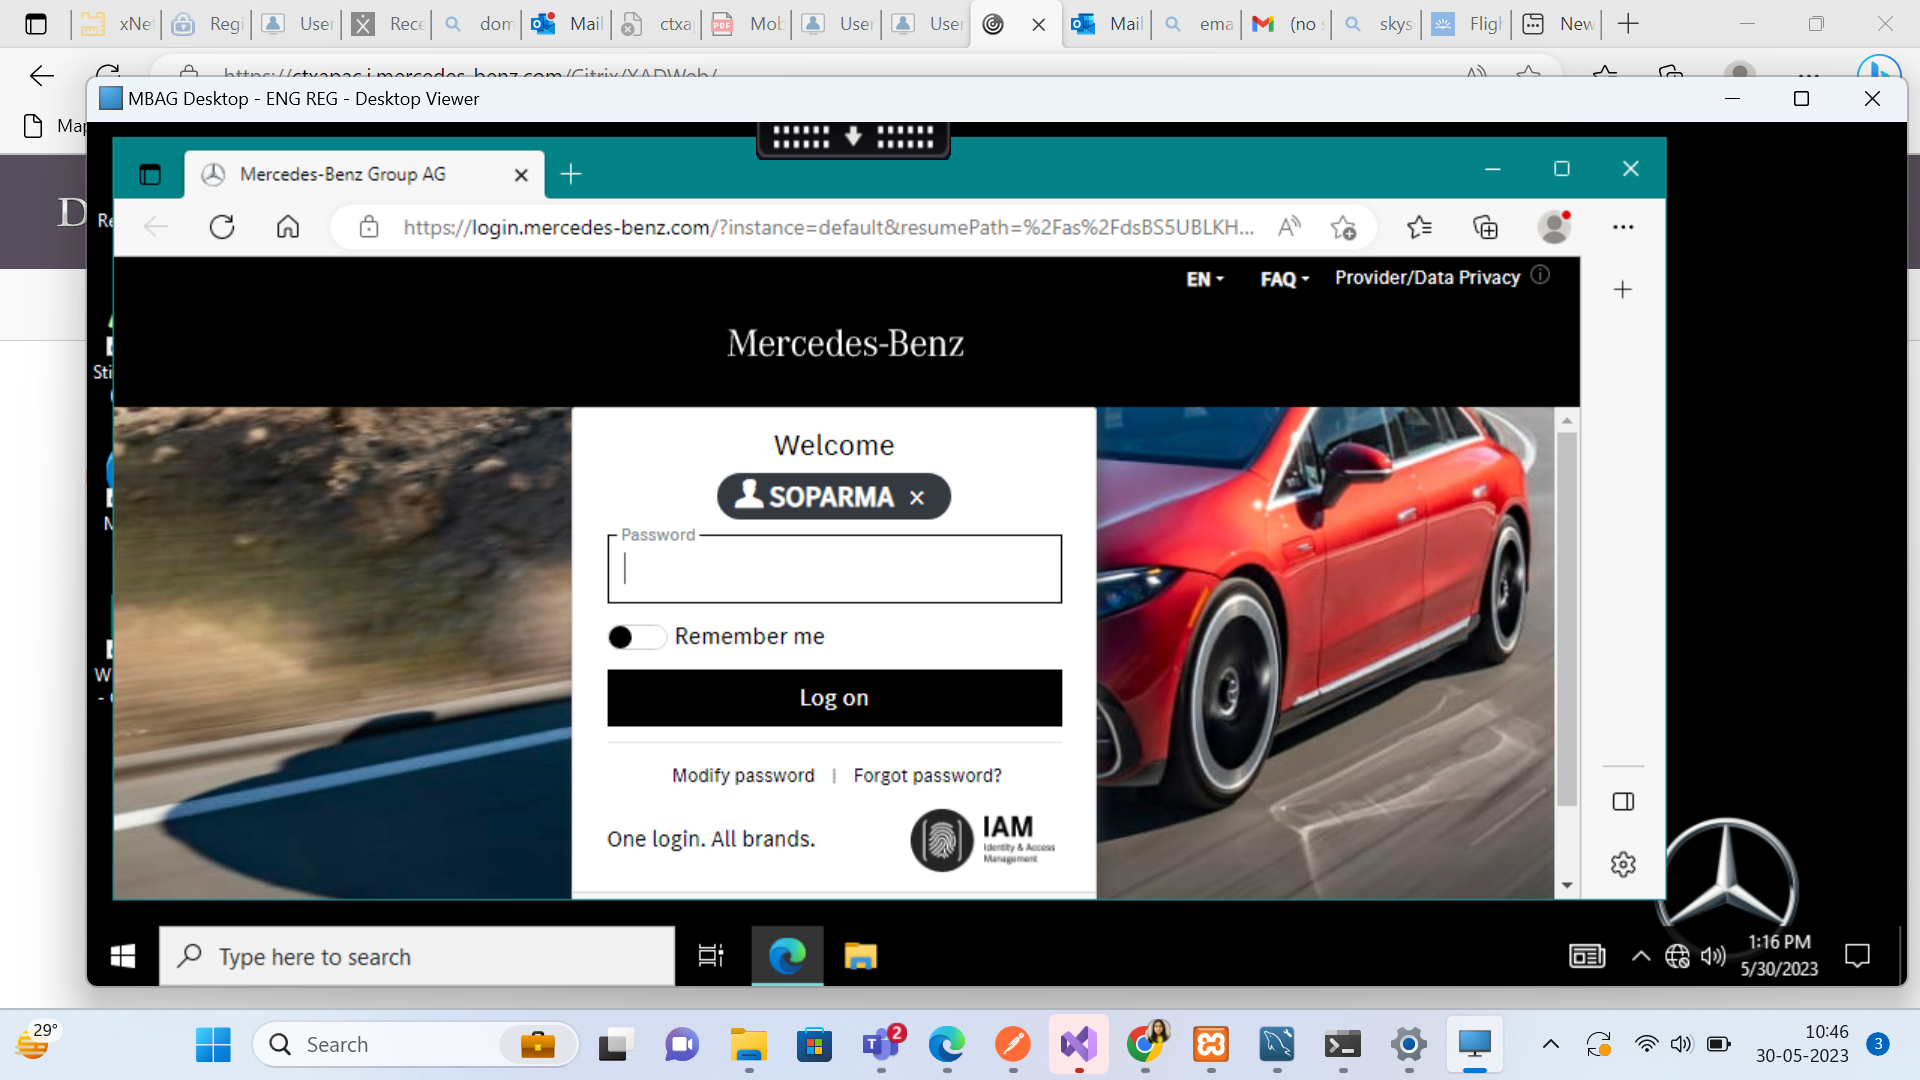 xNet
Regi
User
Rece
dom
Mail
ctxa
Mob
User
User
Mail
ema
(no s
skys
Fligh
New
https://ctxapac.i.mercedes-benz.com/Citrix/XADWeb/
MBAG Desktop - ENG REG - Desktop Viewer
Map
Mercedes-Benz Group AG
D
Re
https://login.mercedes-benz.com/?instance=default&resumePath=%2Fas%2FdsBS5UBLKH...
EN
FAQ
Provider/Data Privacy
Mercedes-Benz
Sti
Welcome
SOPARMA
Password
M
Remember me
W
Log on
Modify password | Forgot password?
One login. All brands.
IAM
Identity & Access
Management
Type here to search
1:16 PM
5/30/2023
29°
Search
2
10:46
30-05-2023
3